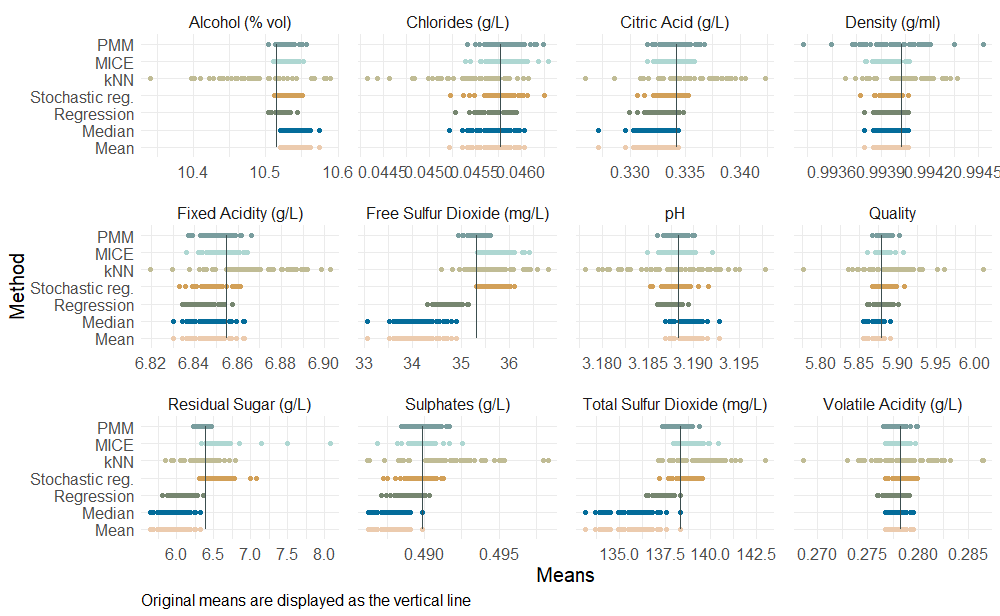 Alcohol (% vol) Chlorides (g/L) Citric Acid (g/L) Density (g/ml)
PMM
MICE
kNN
Stochastic reg.
Regression
Median
Mean
10.4 10.5 10.6 0.0445 0.0450 0.0455 0.0460 0.330 0.335 0.340 0.9936 0.9939 0.9942 0.9945
Fixed Acidity (g/L) Free Sulfur Dioxide (mg/L) pH Quality
PMM
MICE
kNN
Stochastic reg.
Regression
Median
Mean
6.82 6.84 6.86 6.88 6.90 33 34 35 36 3.180 3.185 3.190 3.195 5.80 5.85 5.90 5.95 6.00
Residual Sugar (g/L) Sulphates (g/L) Total Sulfur Dioxide (mg/L) Volatile Acidity (g/L)
PMM
MICE
kNN
Stochastic reg.
Regression
Median
Mean
6.0 6.5 7.0 7.5 8.0 0.490 0.495 135.0 137.5 140.0 142.5 0.270 0.275 0.280 0.285
Method
Means
Original means are displayed as the vertical line